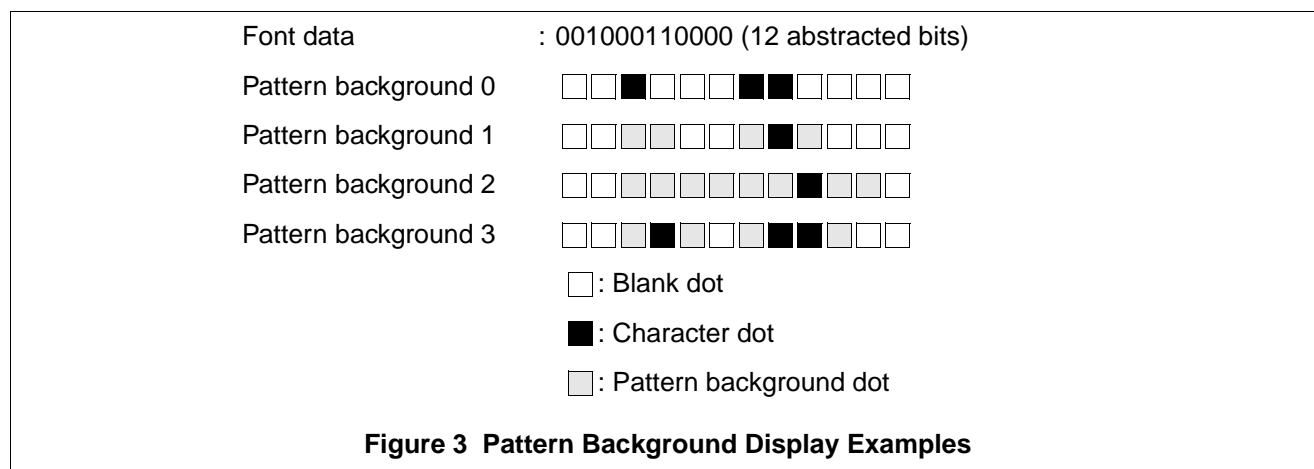 Font data : 001000110000 (12 abstracted bits)
Pattern background 0
Pattern background 1
Pattern background 2
Pattern background 3
: Blank dot
: Character dot
: Pattern background dot
Figure 3 Pattern Background Display Examples